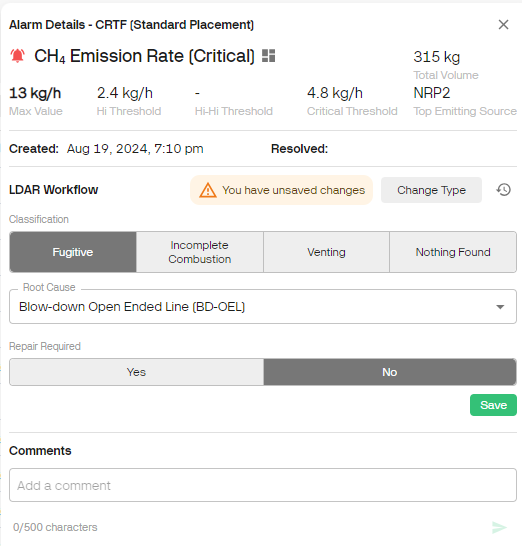 Alarm Details - CRTF (Standard Placement)
CH₄ Emission Rate (Critical)
315 kg
Total Volume
13 kg/h
2.4 kg/h
-
4.8 kg/h
NRP2
Max Value
Hi Threshold
Hi-Hi Threshold
Critical Threshold
Top Emitting Source
Created: Aug 19, 2024, 7:10 pm
Resolved:
LDAR Workflow
You have unsaved changes
Change Type
Classification
Fugitive
Incomplete
Combustion
Venting
Nothing Found
Root Cause
Blow-down Open Ended Line (BD-OEL)
Repair Required
Yes
No
Save
Comments
Add a comment
0/500 characters